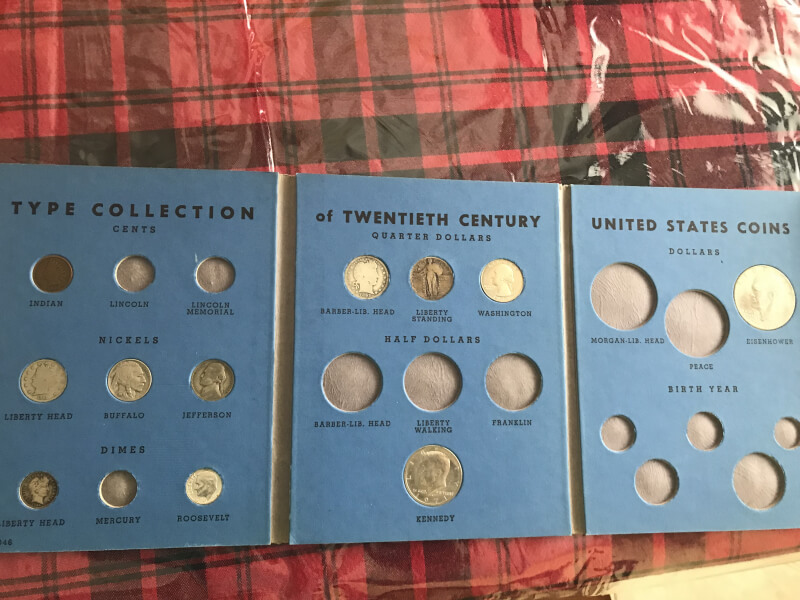 TYPE COLLECTION
CENTS
INDIAN
LINCOLN
LINCOLN
MEMORIAL
NICKELS
LIBERTY HEAD
BUFFALO
JEFFERSON
DIMES
LIBERTY HEAD
MERCURY
ROOSEVELT
046
of TWENTIETH CENTURY
QUARTER DOLLARS
BARBER-LIB. HEAD
LIBERTY
STANDING
WASHINGTON
HALF DOLLARS
BARBER-LIB. HEAD
LIBERTY
WALKING
FRANKLIN
KENNEDY
UNITED STATES COINS
DOLLARS
MORGAN-LIB. HEAD
PEACE
EISENHOWER
BIRTH YEAR